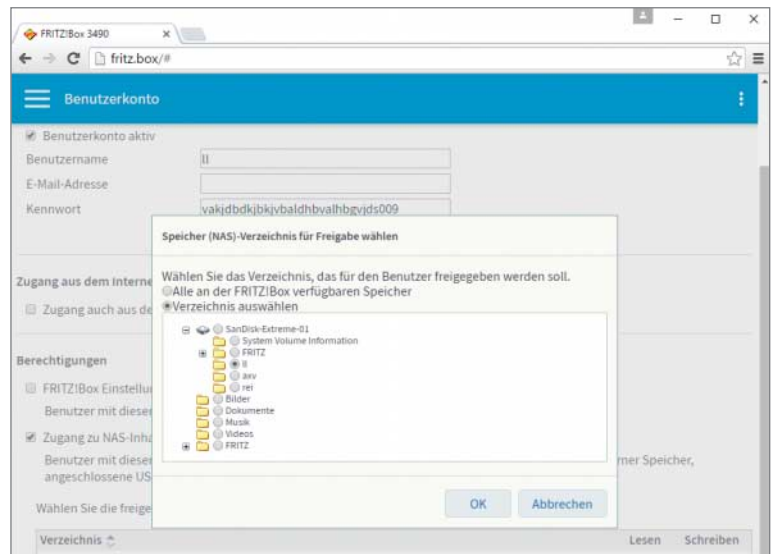 FRITZ!Box 3490
fritz.box/#
Benutzerkonto
Benutzerkonto aktiv
Benutzername ll
E-Mail-Adresse
Kennwort vakjdbdkjbkjvbaldhbvalhbgvjds009
Speicher (NAS)-Verzeichnis für Freigabe wählen
Wählen Sie das Verzeichnis, das für den Benutzer freigegeben werden soll.
Alle an der FRITZ!Box verfügbaren Speicher
Verzeichnis auswählen
SanDisk-Extreme-01
System Volume Information
FRITZ
ll
axv
rei
Bilder
Dokumente
Musik
Videos
FRITZ
OK Abbrechen
Zugang aus dem Interne
Zugang auch aus de
Berechtigungen
FRITZ!Box Einstellu
Benutzer mit dieser
Zugang zu NAS-Inha
Benutzer mit dieser rner Speicher,
angeschlossene US
Wählen Sie die freige
Verzeichnis Lesen Schreiben